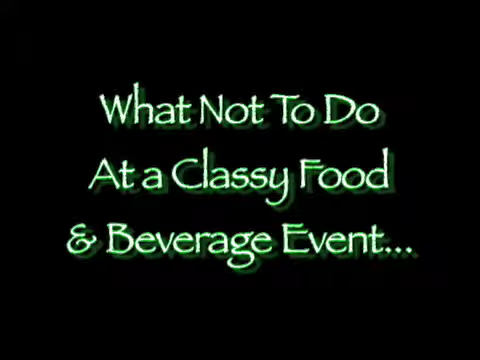 What Not To Do
At a Classy Food
& Beverage Event...